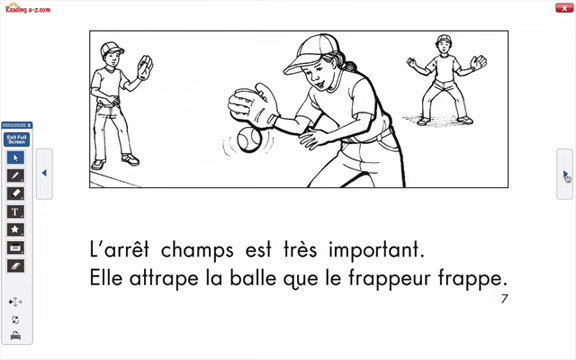 Reading a-z.com
X
x
Exit Full
Screen
T
L'arrêt champs est très important.
Elle attrape la balle que le frappeur frappe.
7